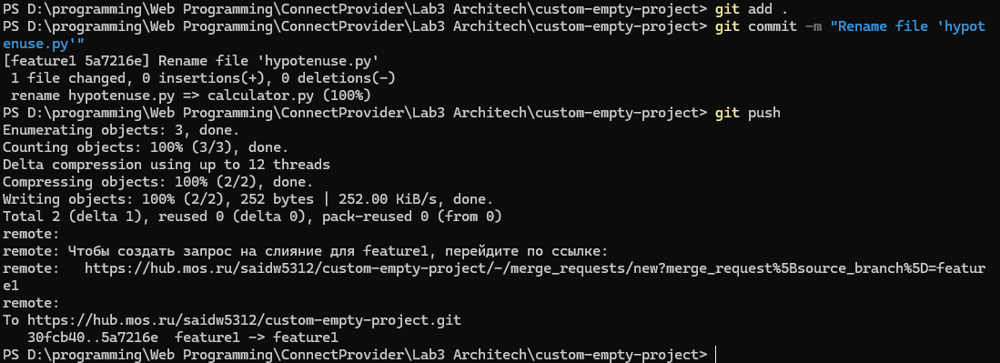 PS D:\programming\Web Programming\ConnectProvider\Lab3 Architech\custom-empty-project> git add .
PS D:\programming\Web Programming\ConnectProvider\Lab3 Architech\custom-empty-project> git commit -m "Rename file 'hypot
enuse.py'"
[feature1 5a7216e] Rename file 'hypotenuse.py'
 1 file changed, 0 insertions(+), 0 deletions(-)
 rename hypotenuse.py => calculator.py (100%)
PS D:\programming\Web Programming\ConnectProvider\Lab3 Architech\custom-empty-project> git push
Enumerating objects: 3, done.
Counting objects: 100% (3/3), done.
Delta compression using up to 12 threads
Compressing objects: 100% (2/2), done.
Writing objects: 100% (2/2), 252 bytes | 252.00 KiB/s, done.
Total 2 (delta 1), reused 0 (delta 0), pack-reused 0 (from 0)
remote:
remote: Чтобы создать запрос на слияние для feature1, перейдите по ссылке:
remote:   https://hub.mos.ru/saidw5312/custom-empty-project/-/merge_requests/new?merge_request%5Bsource_branch%5D=featur
e1
remote:
To https://hub.mos.ru/saidw5312/custom-empty-project.git
   30fcb40..5a7216e  feature1 -> feature1
PS D:\programming\Web Programming\ConnectProvider\Lab3 Architech\custom-empty-project>